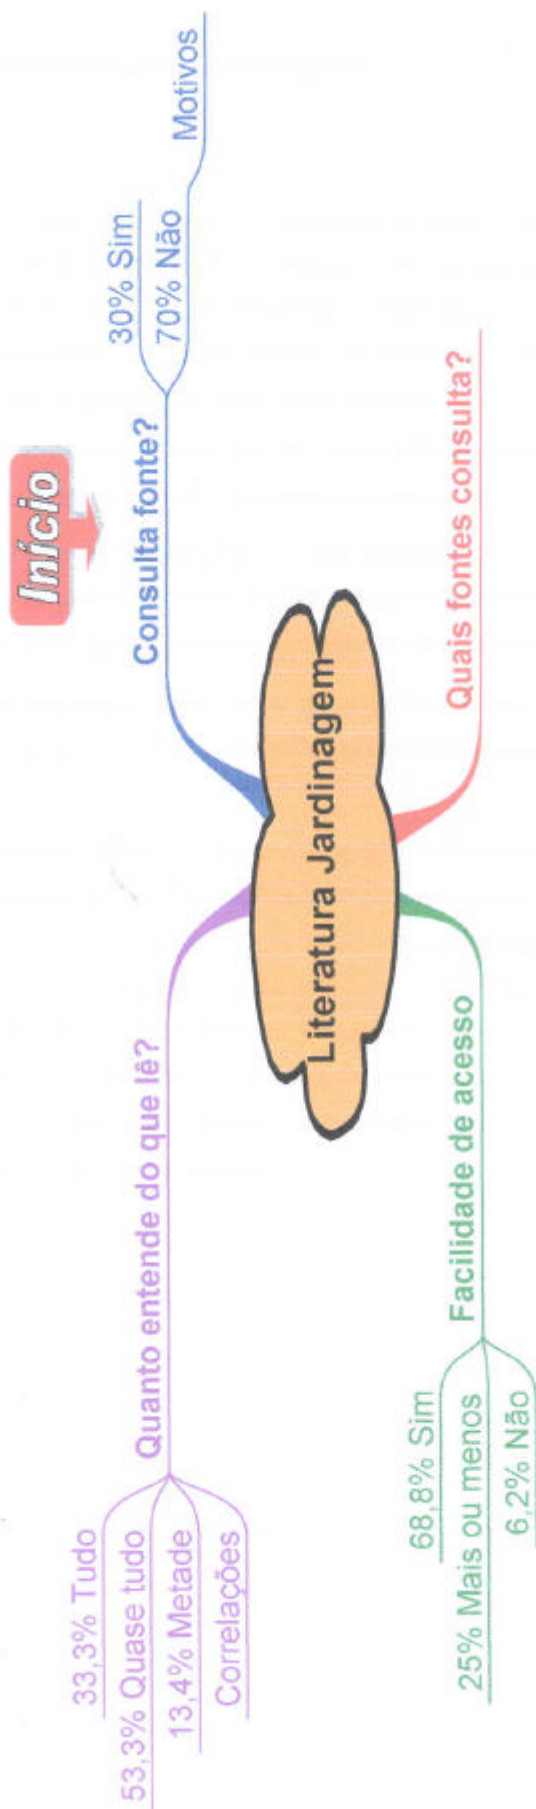 Início
Consulta fonte?
30% Sim
70% Não
Motivos
Quais fontes consulta?
Literatura Jardinagem
Facilidade de acesso
68,8% Sim
25% Mais ou menos
6,2% Não
Quanto entende do que lê?
33,3% Tudo
53,3% Quase tudo
13,4% Metade
Correlações